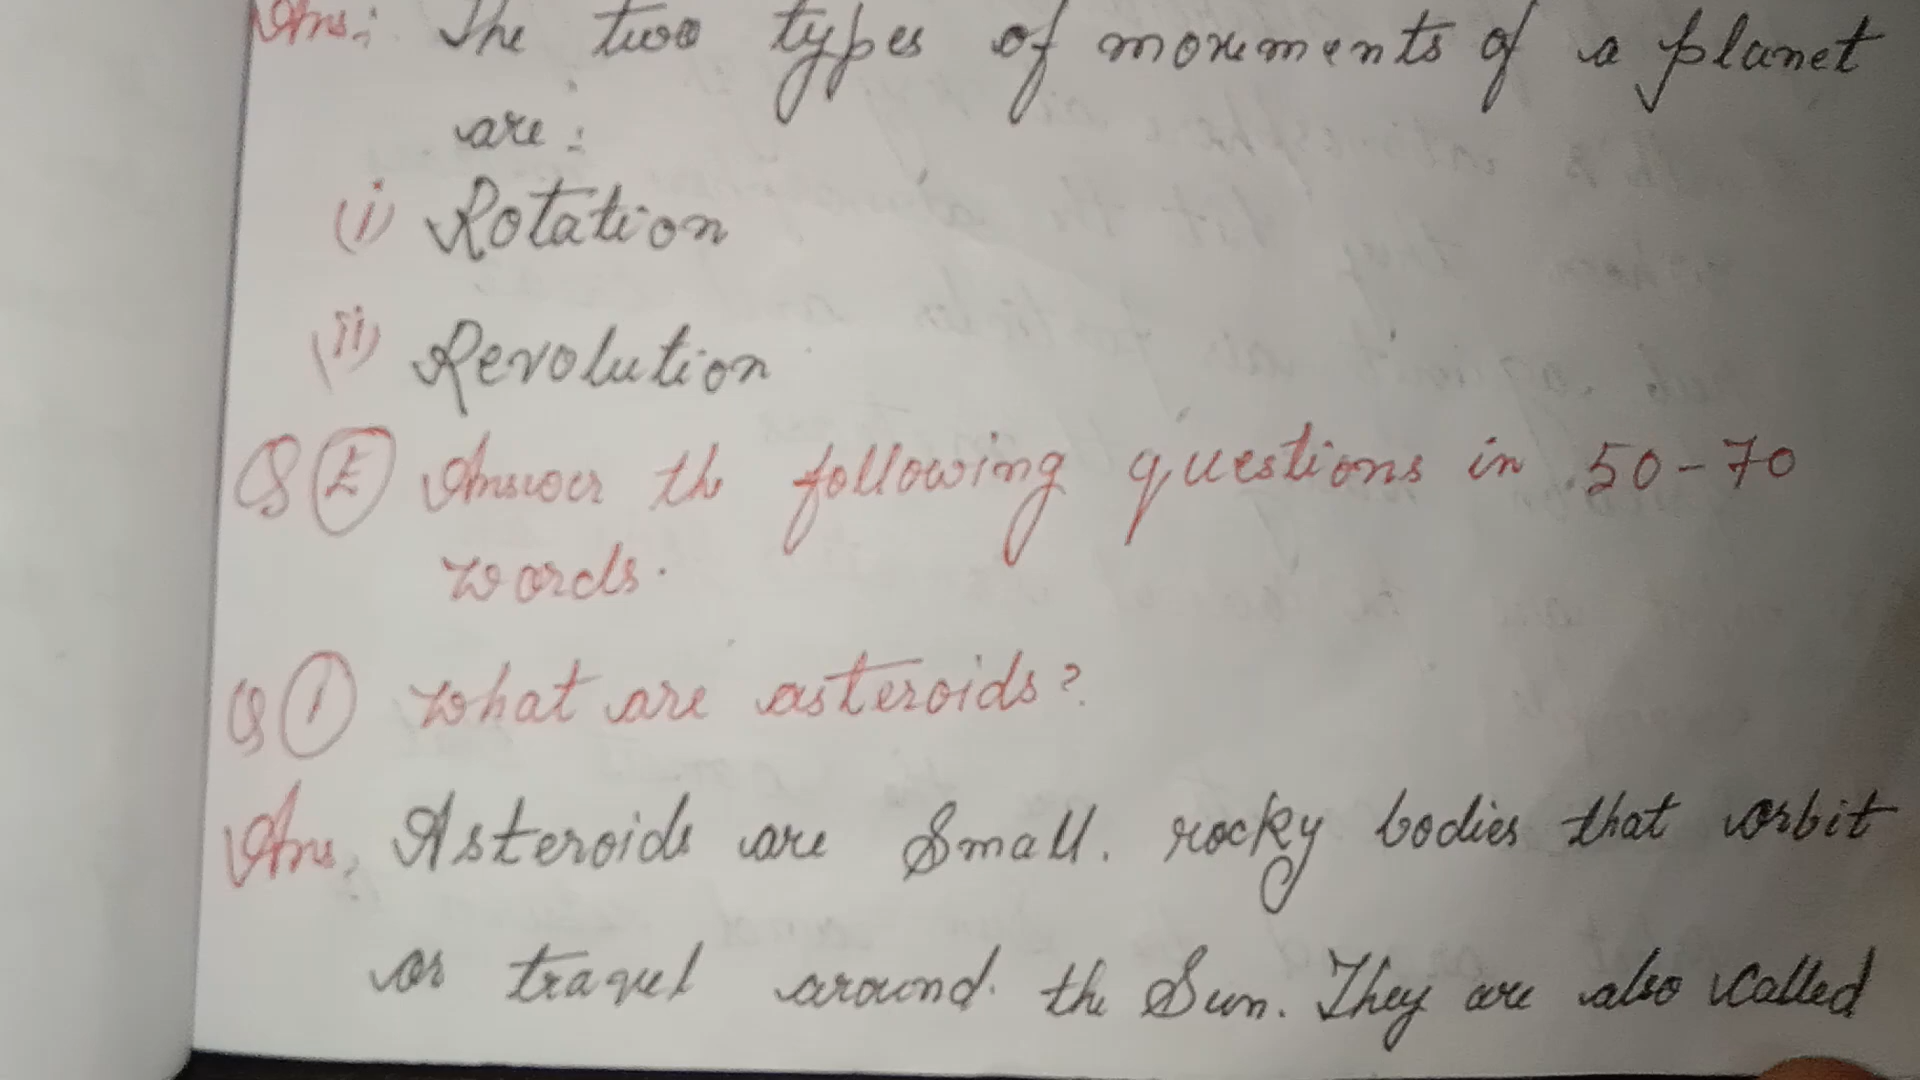 Ans: The two types of movements of a planet
are:
(i) Rotation
(ii) Revolution
Q E Answer the following questions in 50-70
words.
Q 1 What are asteroids?
Ans. Asteroids are small. rocky bodies that orbit
or travel around. the Sun. They are also called